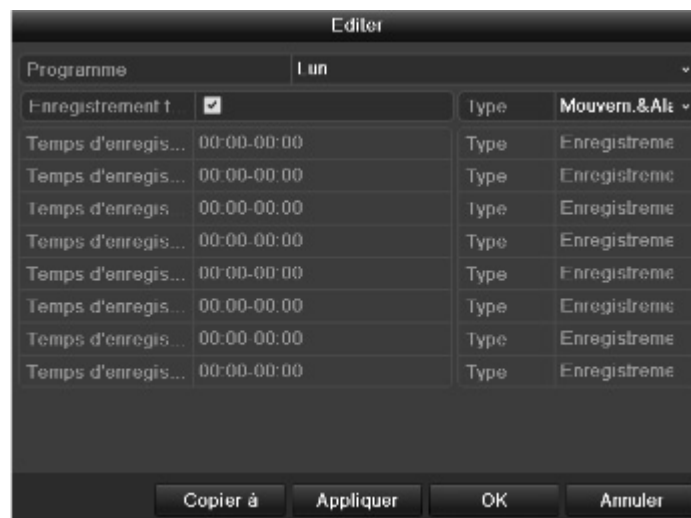 Editer
Programme Lun
Enregistrement t... Type Mouvem.&Ala
Temps d'enregis... 00:00-00:00 Type Enregistreme
Temps d'enregis... 00:00-00:00 Type Enregistreme
Temps d'enregis... 00:00-00:00 Type Enregistreme
Temps d'enregis... 00:00-00:00 Type Enregistreme
Temps d'enregis... 00:00-00:00 Type Enregistreme
Temps d'enregis... 00:00-00:00 Type Enregistreme
Temps d'enregis... 00:00-00:00 Type Enregistreme
Temps d'enregis... 00:00-00:00 Type Enregistreme
Copier à Appliquer OK Annuler